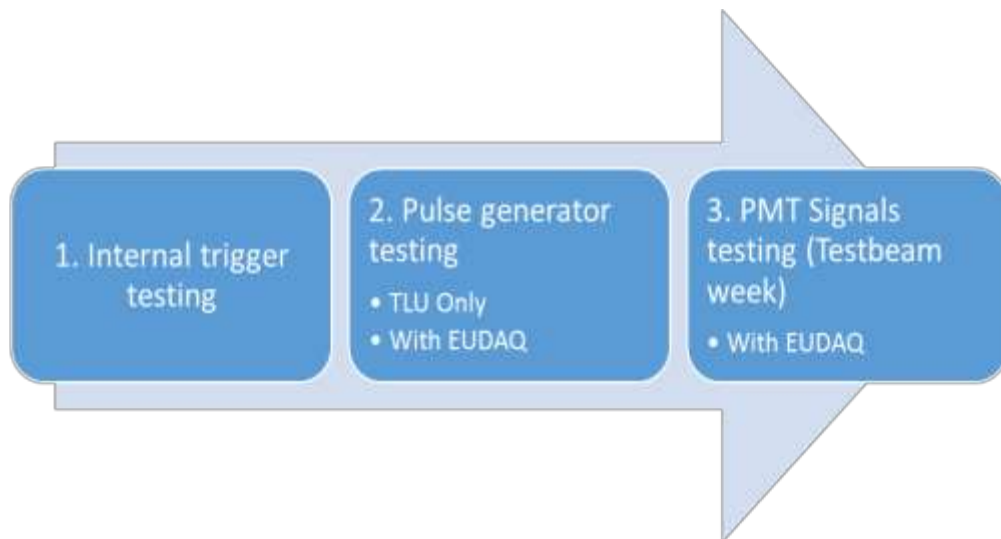 1. Internal trigger
testing
2. Pulse generator
testing
• TLU Only
• With EUDAQ
3. PMT Signals
testing (Testbeam
week)
• With EUDAQ